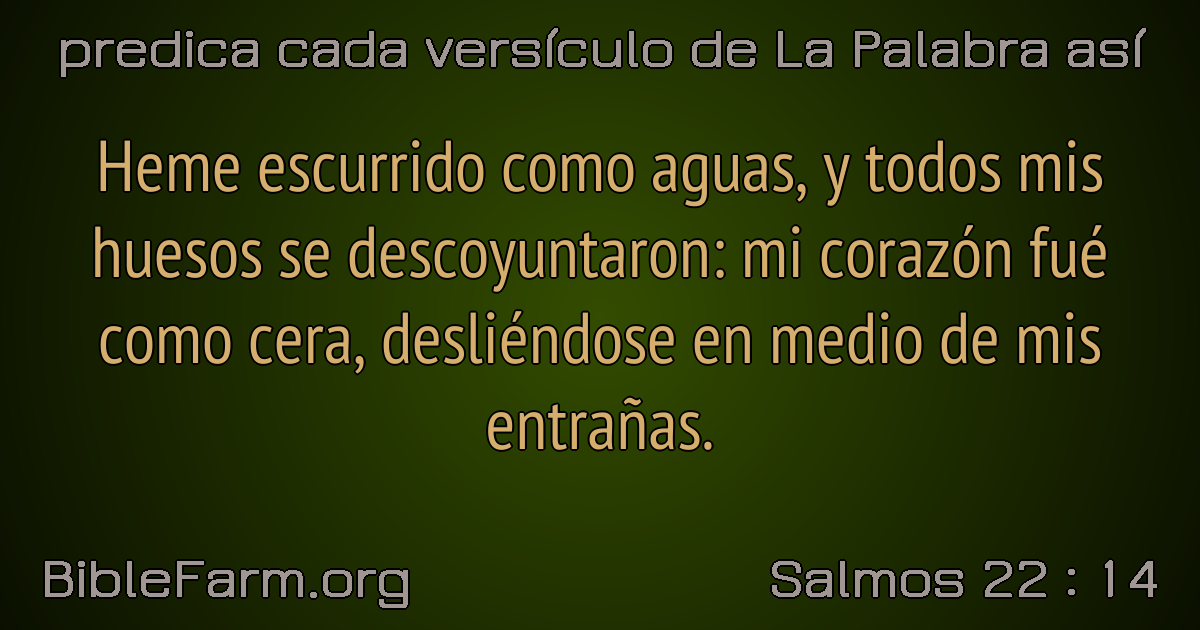 predica cada versículo de La Palabra así
Heme escurrido como aguas, y todos mis
huesos se descoyuntaron: mi corazón fué
como cera, desliéndose en medio de mis
entrañas.
BibleFarm.org
Salmos 22 : 14